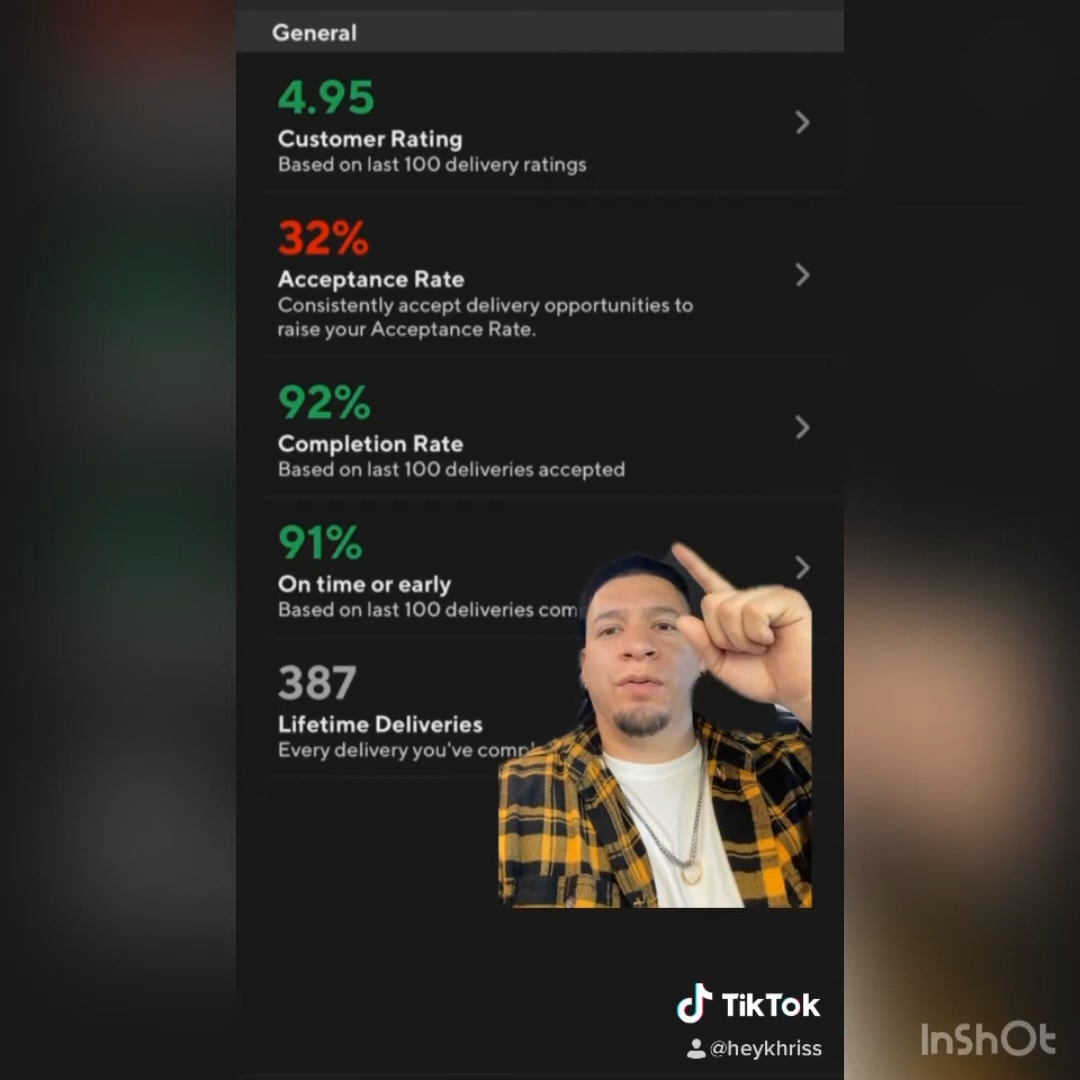 General
4.95
Customer Rating
Based on last 100 delivery ratings
32%
Acceptance Rate
Consistently accept delivery opportunities to
raise your Acceptance Rate.
92%
Completion Rate
Based on last 100 deliveries accepted
91%
On time or early
Based on last 100 deliveries
387
Lifetime Deliveries
Every delivery you've
TikTok
@heykhriss
InShOt